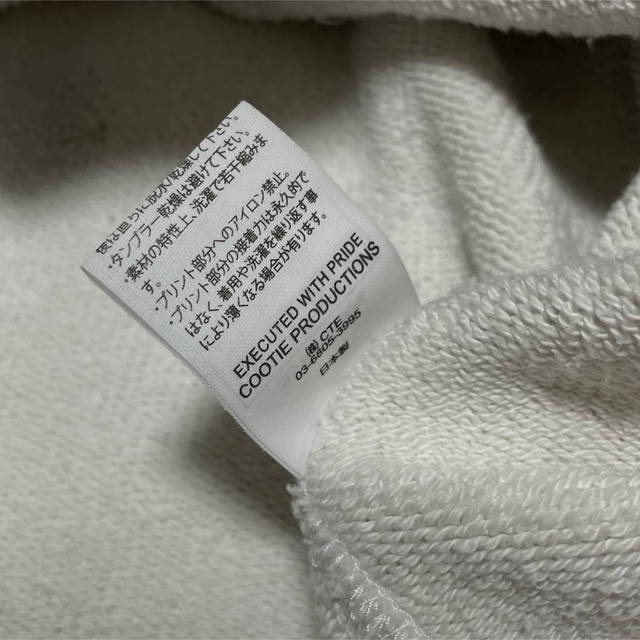 ・タンブラー乾燥は避けて下さい。
・素材の特性上、洗濯で若干縮みま
す。
・プリント部分へのアイロン禁止。
・プリント部分の接着力は永久的で
はなく、着用や洗濯を繰り返す事
により薄くなる場合が有ります。
EXECUTED WITH PRIDE
COOTIE PRODUCTIONS
㈱ CTE
03-6805-3995
日本製